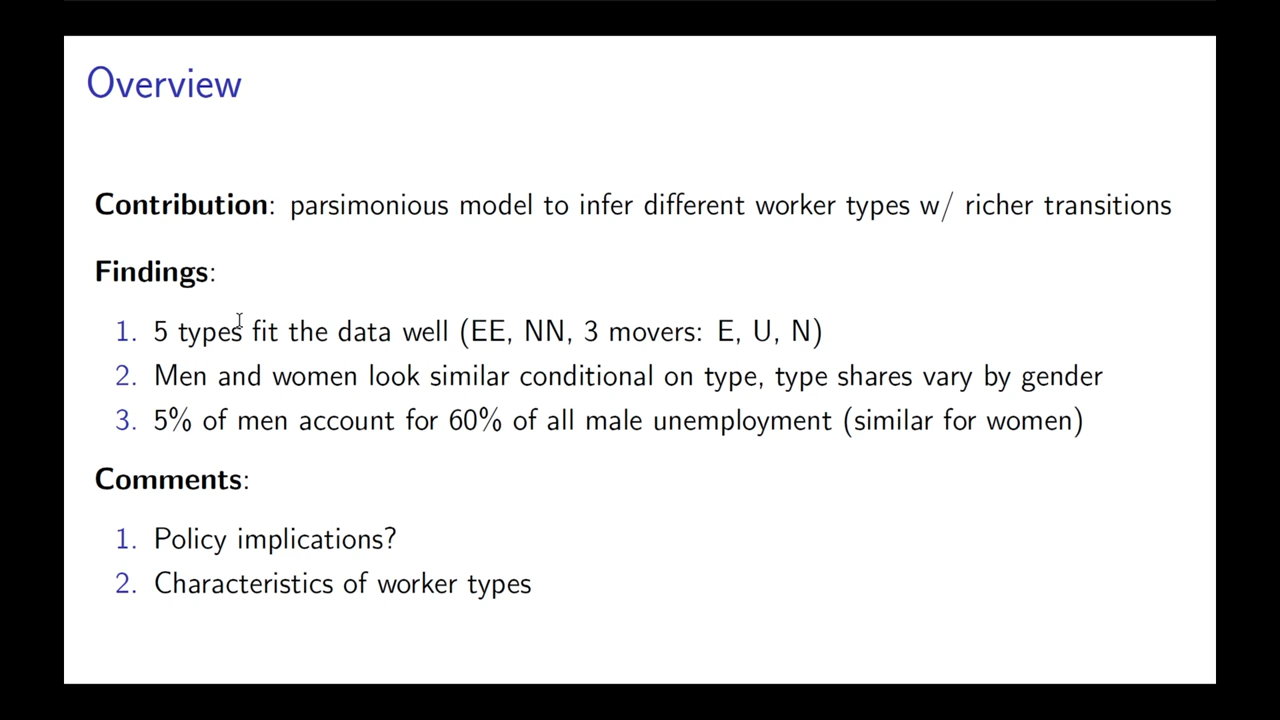 Overview
Contribution: parsimonious model to infer different worker types w/ richer transitions
Findings:
1. 5 types fit the data well (EE, NN, 3 movers: E, U, N)
2. Men and women look similar conditional on type, type shares vary by gender
3. 5% of men account for 60% of all male unemployment (similar for women)
Comments:
1. Policy implications?
2. Characteristics of worker types